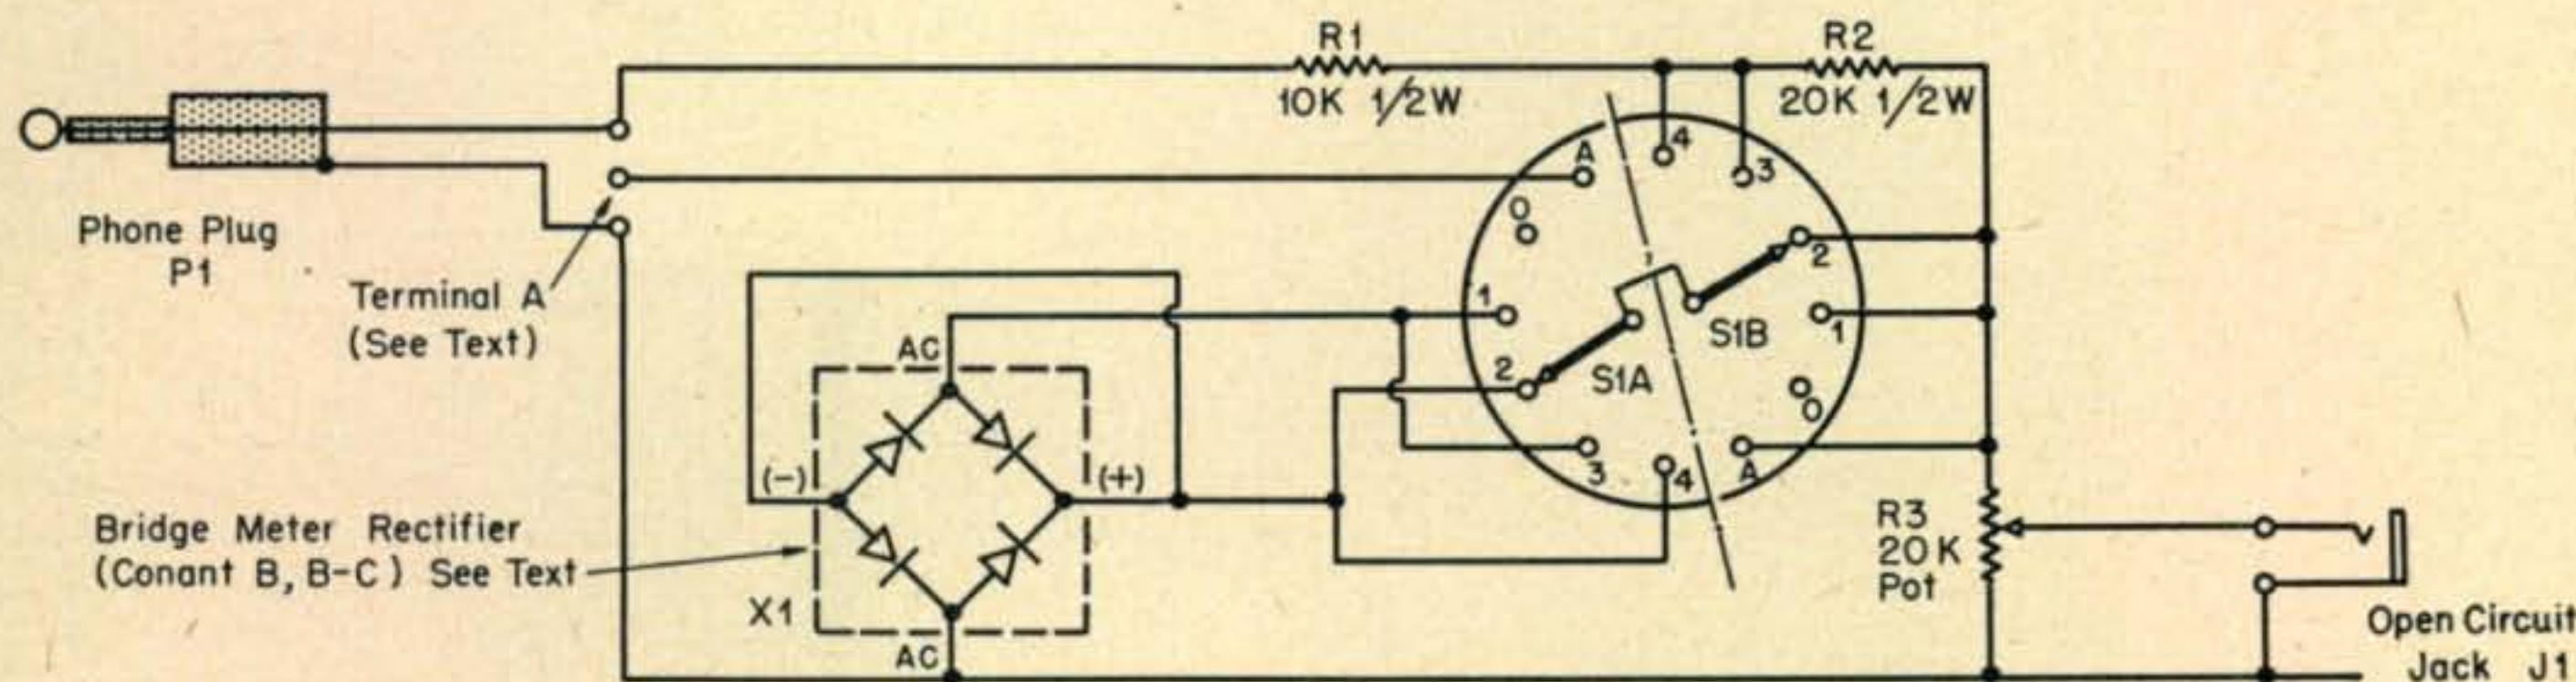 R1
10K 1/2W
R2
20K 1/2W
Phone Plug
P1
Terminal A
(See Text)
A
4
3
0
2
1
1
S1B
2
S1A
0
3
4
A
AC
(-)
(+)
Bridge Meter Rectifier
(Conant B, B-C) See Text
X1
AC
R3
20K
Pot
Open Circuit
Jack J1